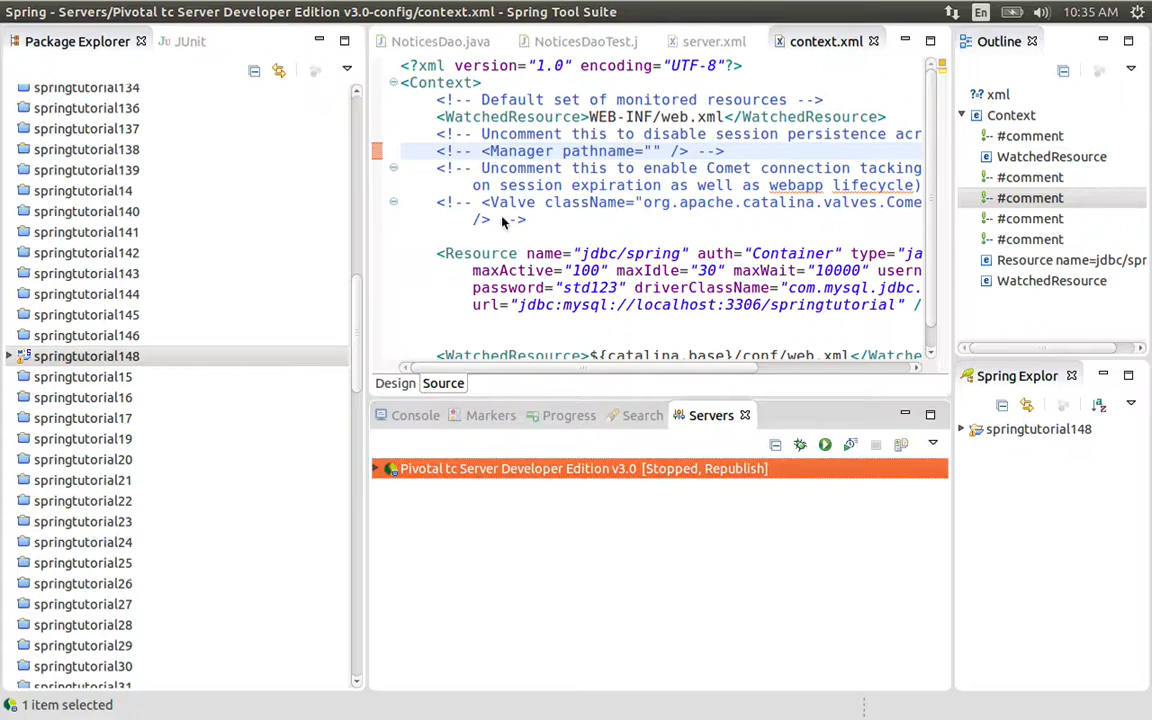 Spring - Servers/Pivotal tc Server Developer Edition v3.0-config/context.xml - Spring Tool Suite
En
10:35 AM
Package Explorer
JUnit
springtutorial134
springtutorial136
springtutorial137
springtutorial138
springtutorial139
springtutorial14
springtutorial140
springtutorial141
springtutorial142
springtutorial143
springtutorial144
springtutorial145
springtutorial146
springtutorial148
springtutorial15
springtutorial16
springtutorial17
springtutorial19
springtutorial20
springtutorial21
springtutorial22
springtutorial23
springtutorial24
springtutorial25
springtutorial26
springtutorial27
springtutorial28
springtutorial29
springtutorial30
springtutorial31
NoticesDao.java
NoticesDaoTest.j
server.xml
context.xml
<?xml version="1.0" encoding="UTF-8"?>
<Context>
<!-- Default set of monitored resources -->
<WatchedResource>WEB-INF/web.xml</WatchedResource>
<!-- Uncomment this to disable session persistence acr
<!-- <Manager pathname="" /> -->
<!-- Uncomment this to enable Comet connection tacking
on session expiration as well as webapp lifecycle)
<!-- <Valve className="org.apache.catalina.valves.Come
/> -->
<Resource name="jdbc/spring" auth="Container" type="ja
maxActive="100" maxIdle="30" maxWait="10000" usern
password="std123" driverClassName="com.mysql.jdbc.
url="jdbc:mysql://localhost:3306/springtutorial" /
<WatchedResource>${catalina.base}/conf/web.xml</Watche
Design
Source
Console
Markers
Progress
Search
Servers
Pivotal tc Server Developer Edition v3.0 [Stopped, Republish]
Outline
xml
Context
#comment
WatchedResource
#comment
#comment
#comment
#comment
Resource name=jdbc/spr
WatchedResource
Spring Explor
springtutorial148
1 item selected